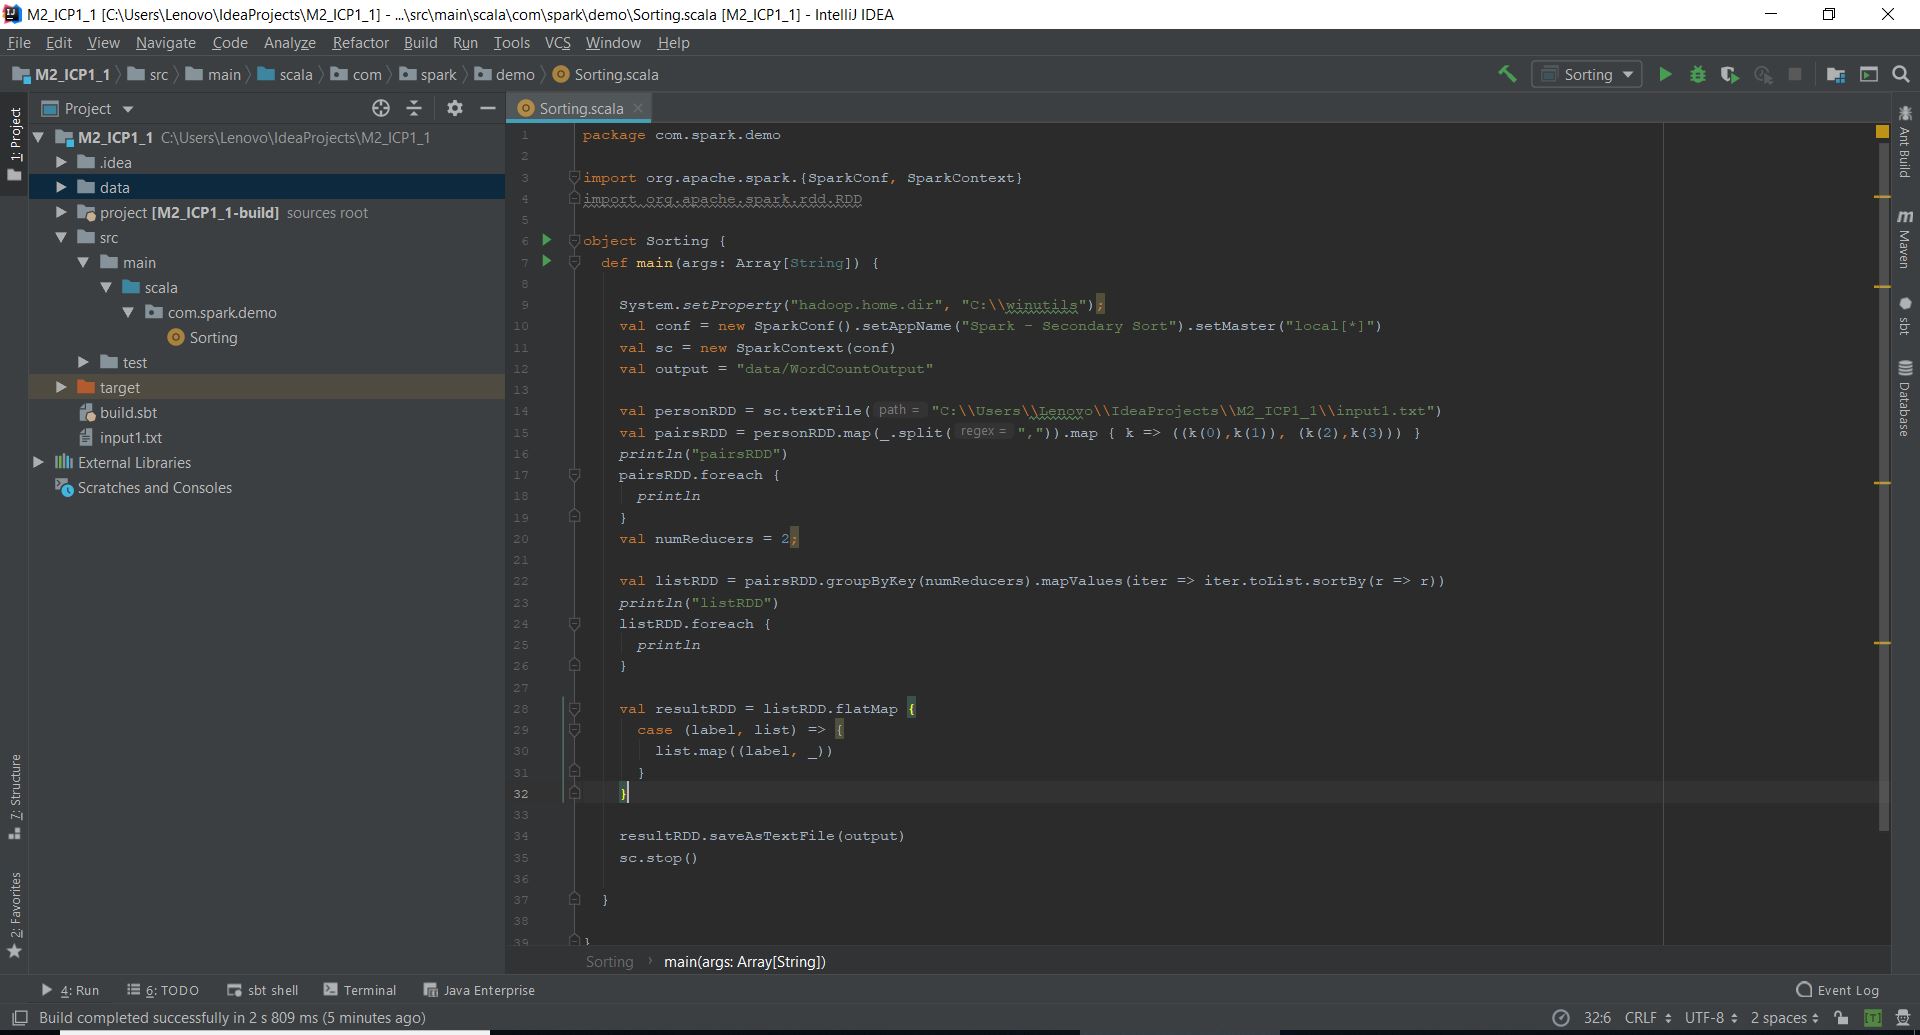 M2_ICP1_1 [C:\Users\Lenovo\IdeaProjects\M2_ICP1_1] - ...\src\main\scala\com\spark\demo\Sorting.scala [M2_ICP1_1] - IntelliJ IDEA
File Edit View Navigate Code Analyze Refactor Build Run Tools VCS Window Help
M2_ICP1_1 src main scala com spark demo Sorting.scala Sorting
Project
Sorting.scala
1: Project
M2_ICP1_1 C:\Users\Lenovo\IdeaProjects\M2_ICP1_1
.idea
data
project [M2_ICP1_1-build] sources root
src
main
scala
com.spark.demo
Sorting
test
target
build.sbt
input1.txt
External Libraries
Scratches and Consoles
7: Structure
2: Favorites
1 package com.spark.demo
2
3 import org.apache.spark.{SparkConf, SparkContext}
4 import org.apache.spark.rdd.RDD
5
6 object Sorting {
7 def main(args: Array[String]) {
8
9 System.setProperty("hadoop.home.dir", "C:\\winutils");
10 val conf = new SparkConf().setAppName("Spark - Secondary Sort").setMaster("local[*]")
11 val sc = new SparkContext(conf)
12 val output = "data/WordCountOutput"
13
14 val personRDD = sc.textFile( path = "C:\\Users\\Lenovo\\IdeaProjects\\M2_ICP1_1\\input1.txt")
15 val pairsRDD = personRDD.map(_.split( regex = ",")).map { k => ((k(0),k(1)), (k(2),k(3))) }
16 println("pairsRDD")
17 pairsRDD.foreach {
18 println
19 }
20 val numReducers = 2;
21
22 val listRDD = pairsRDD.groupByKey(numReducers).mapValues(iter => iter.toList.sortBy(r => r))
23 println("listRDD")
24 listRDD.foreach {
25 println
26 }
27
28 val resultRDD = listRDD.flatMap {
29 case (label, list) => {
30 list.map((label, _))
31 }
32 }
33
34 resultRDD.saveAsTextFile(output)
35 sc.stop()
36
37 }
38
39 }
Sorting › main(args: Array[String])
Ant Build
m Maven
sbt
Database
4: Run 6: TODO sbt shell Terminal Java Enterprise Event Log
Build completed successfully in 2 s 809 ms (5 minutes ago) 32:6 CRLF UTF-8 2 spaces [T]